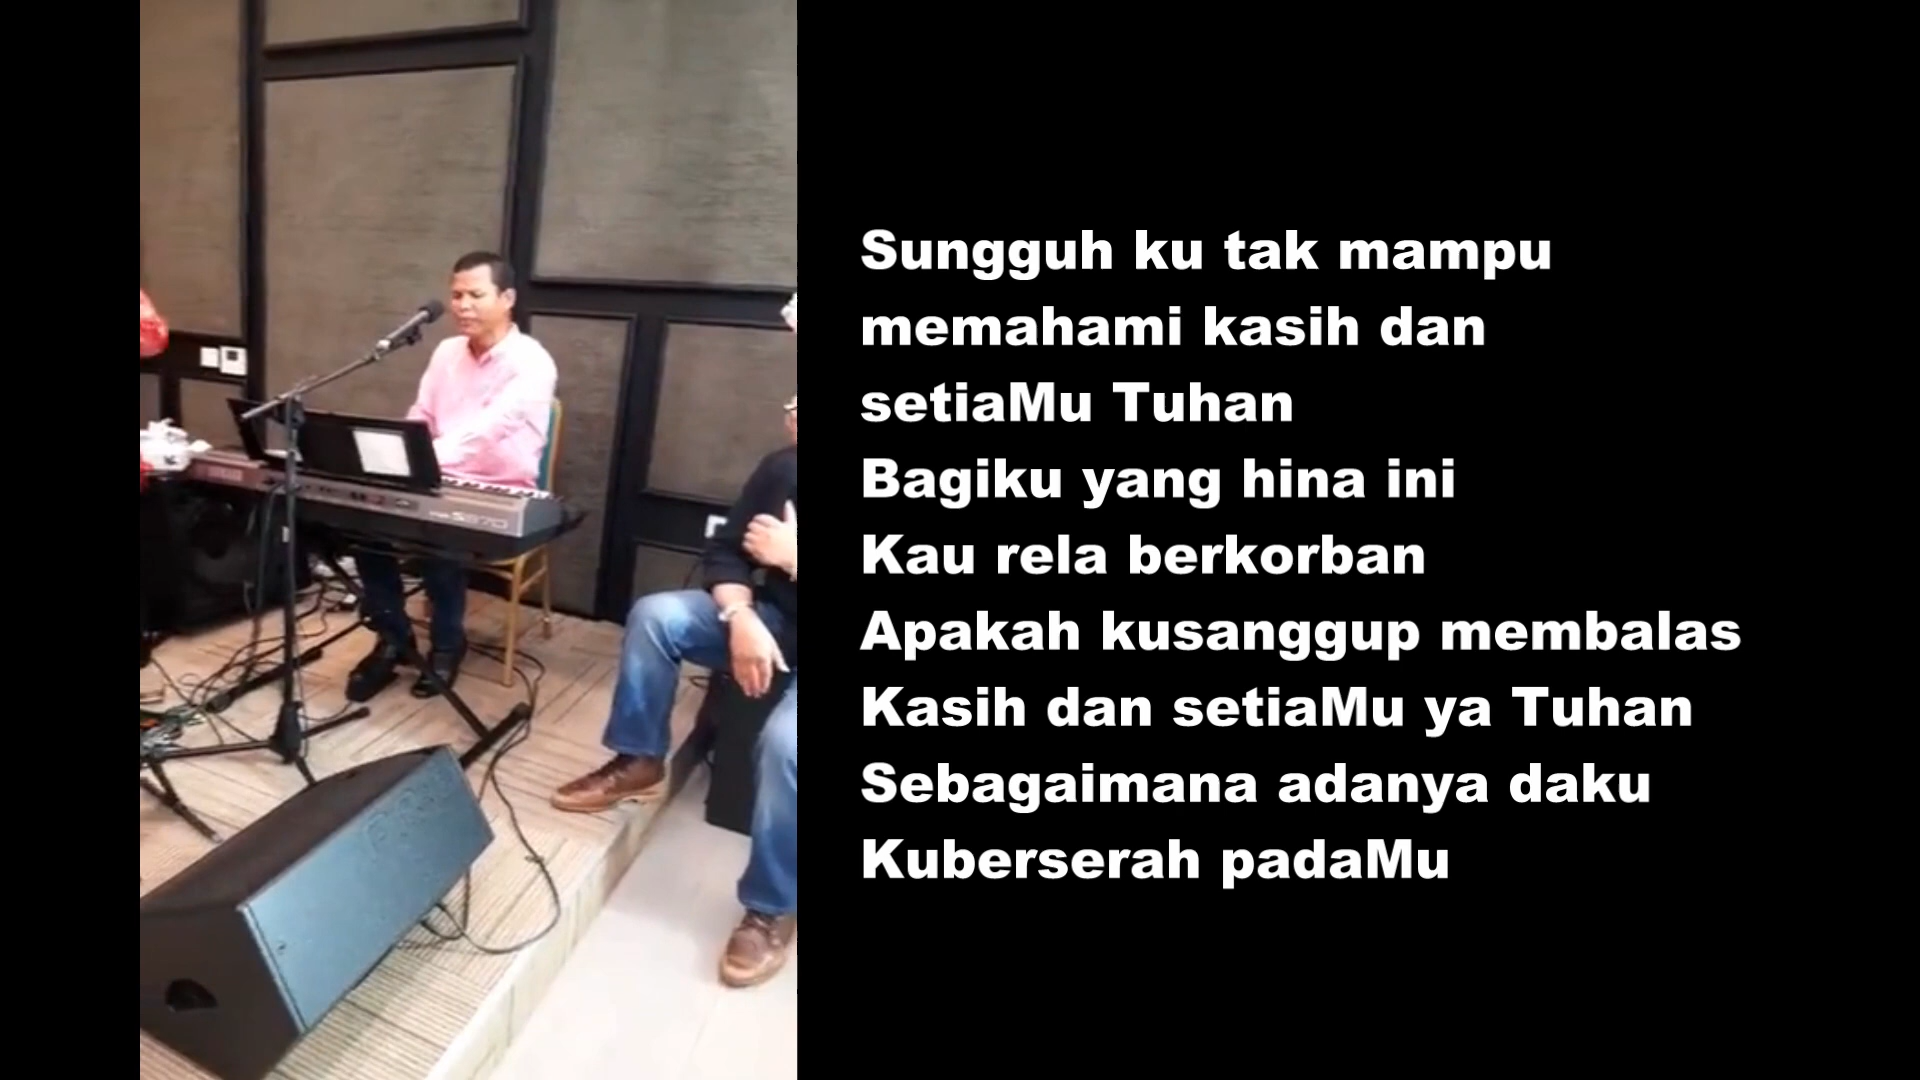 Sungguh ku tak mampu
memahami kasih dan
setiaMu Tuhan
Bagiku yang hina ini
Kau rela berkorban
Apakah kusanggup membalas
Kasih dan setiaMu ya Tuhan
Sebagaimana adanya daku
Kuberserah padaMu